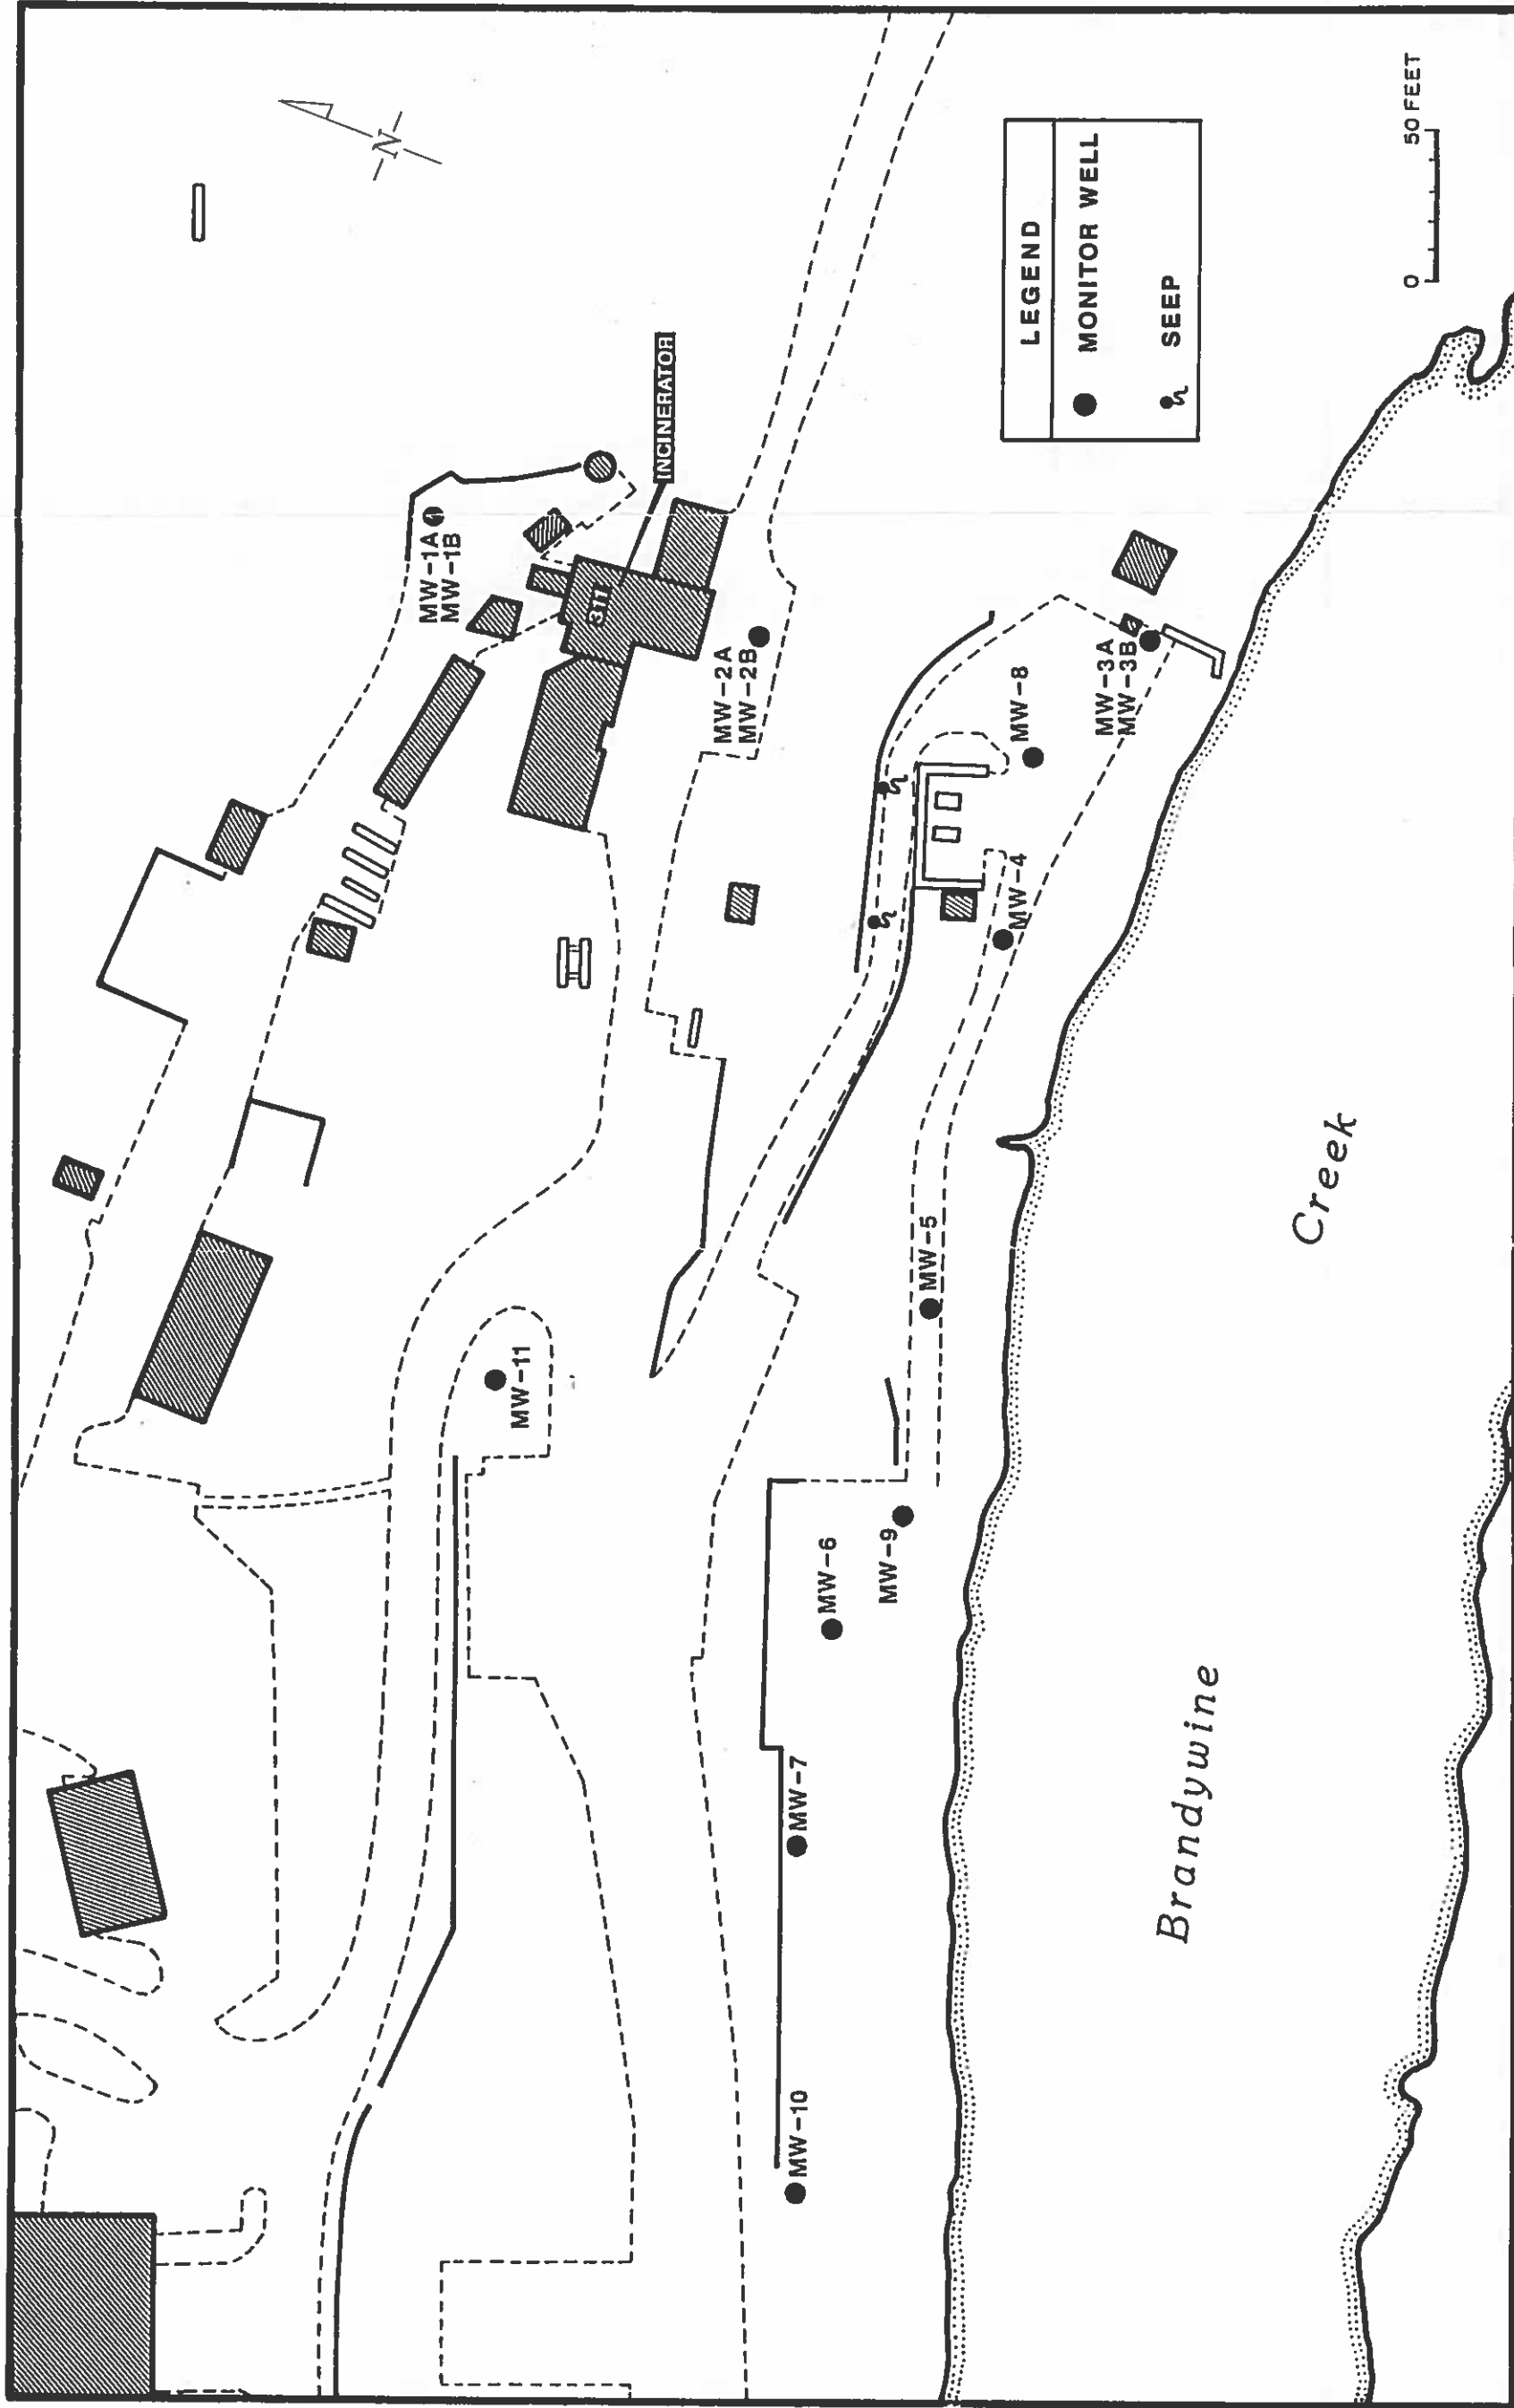 N
MW-1A
MW-1B
INCINERATOR
311
MW-2A
MW-2B
MW-3A
MW-3B
MW-8
MW-4
MW-5
MW-11
MW-9
MW-6
MW-7
MW-10
LEGEND
MONITOR WELL
SEEP
0 50 FEET
Brandywine Creek